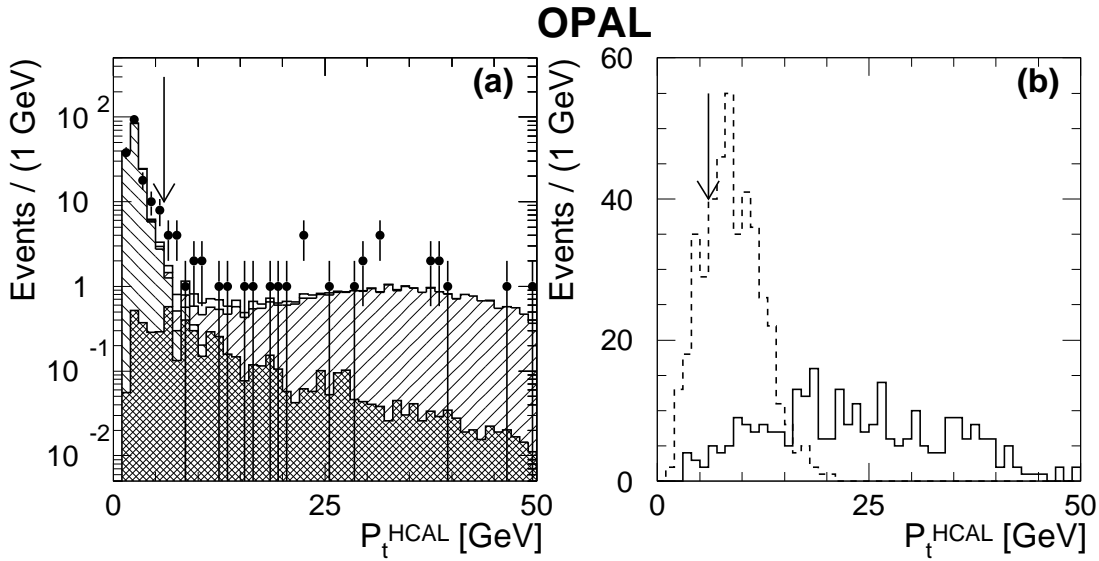 OPAL
(a)
Events / (1 GeV)
10 2
10
1
10 -1
10 -2
0 25 50
P_t^HCAL [GeV]
(b)
Events / (1 GeV)
60
40
20
0
0 25 50
P_t^HCAL [GeV]